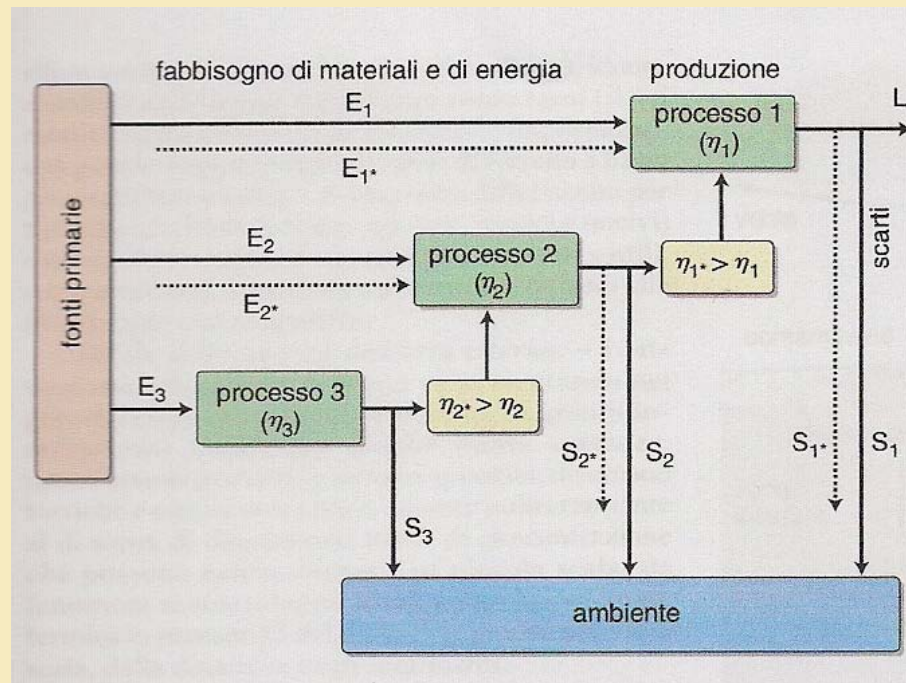 fabbisogno di materiali e di energia
produzione
fonti primarie
E₁
E₁*
processo 1
(η₁)
L
E₂
E₂*
processo 2
(η₂)
η₁* > η₁
scarti
E₃
processo 3
(η₃)
η₂* > η₂
S₃
S₂*
S₂
S₁*
S₁
ambiente